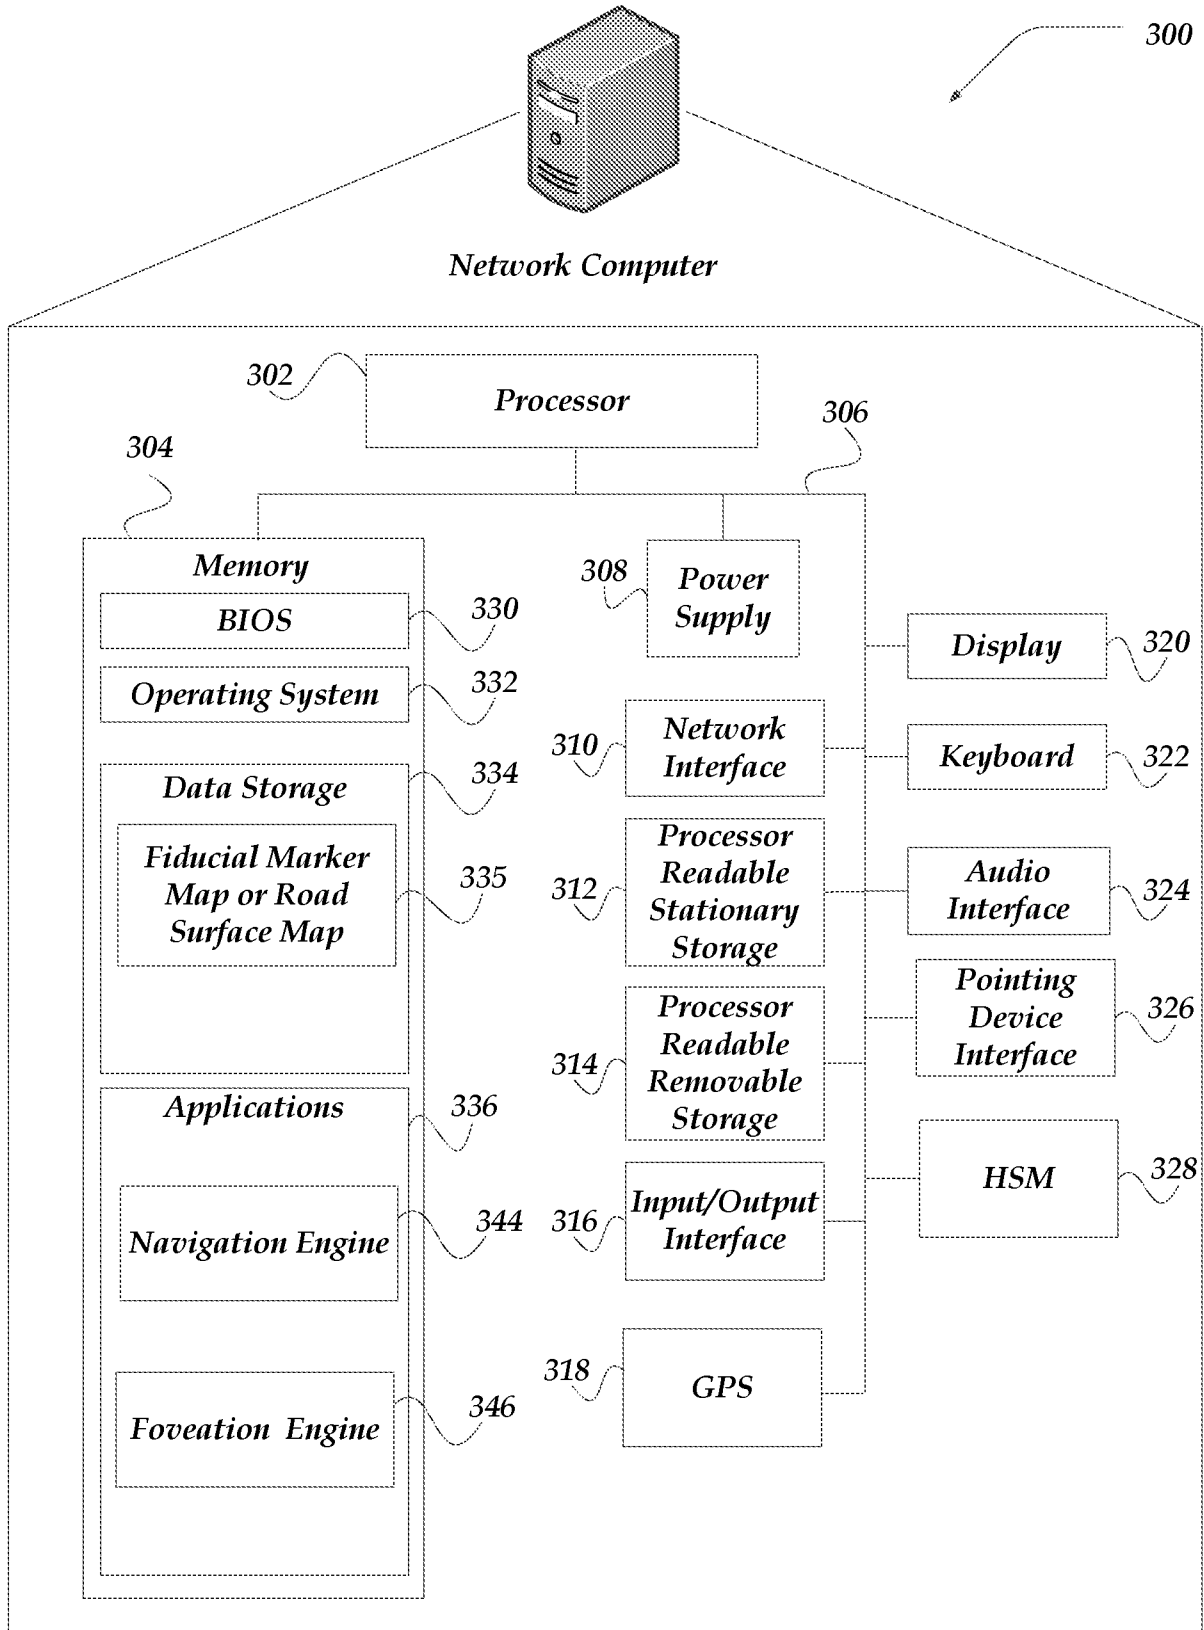 300
Network Computer
302
Processor
306
304
Memory
BIOS
330
Operating System
332
Data Storage
334
Fiducial Marker
Map or Road
Surface Map
335
Applications
336
Navigation Engine
344
Foveation Engine
346
308
Power
Supply
310
Network
Interface
312
Processor
Readable
Stationary
Storage
314
Processor
Readable
Removable
Storage
316
Input/Output
Interface
318
GPS
Display
320
Keyboard
322
Audio
Interface
324
Pointing
Device
Interface
326
HSM
328